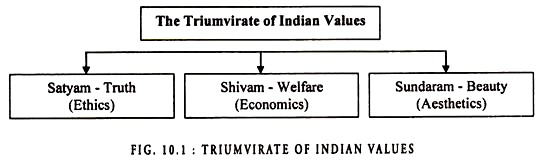 The Triumvirate of Indian Values
Satyam - Truth
(Ethics)
Shivam - Welfare
(Economics)
Sundaram - Beauty
(Aesthetics)
FIG. 10.1 : TRIUMVIRATE OF INDIAN VALUES